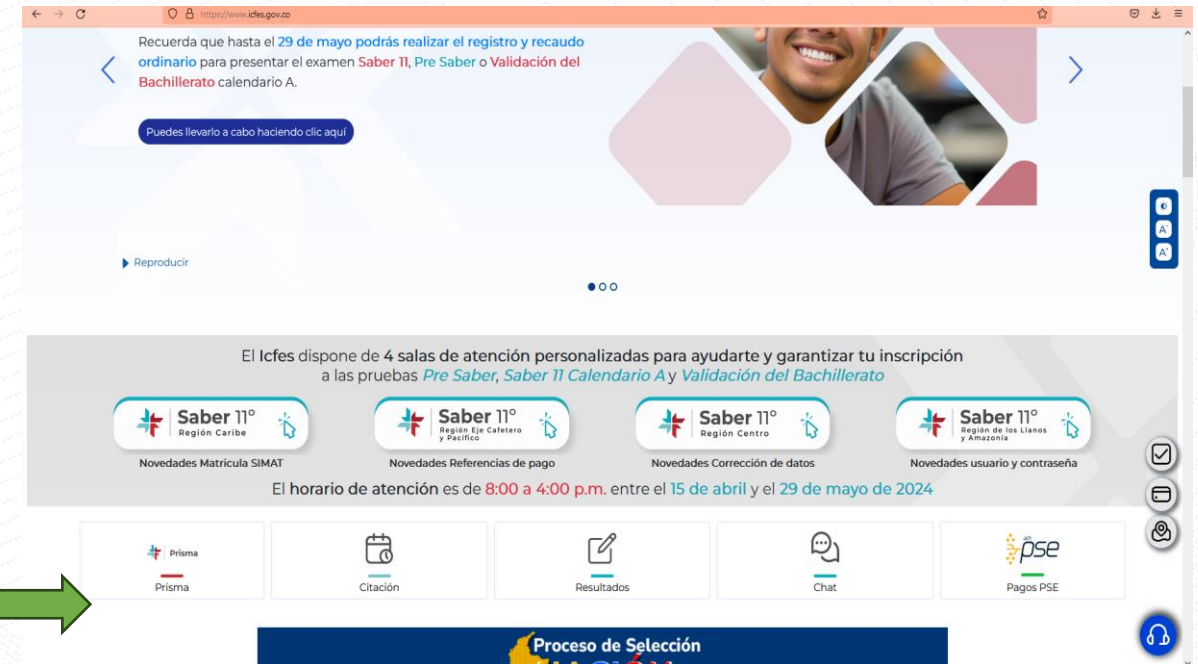 https://www.icfes.gov.co
Recuerda que hasta el 29 de mayo podrás realizar el registro y recaudo
ordinario para presentar el examen Saber 11, Pre Saber o Validación del
Bachillerato calendario A.
Puedes llevarlo a cabo haciendo clic aquí
A-
A+
Reproducir
El Icfes dispone de 4 salas de atención personalizadas para ayudarte y garantizar tu inscripción
a las pruebas Pre Saber, Saber 11 Calendario A y Validación del Bachillerato
Saber 11°
Región Caribe
Saber 11°
Región Eje Cafetero
y Pacífico
Saber 11°
Región Centro
Saber 11°
Región de los Llanos
y Amazonía
Novedades Matricula SIMAT
Novedades Referencias de pago
Novedades Corrección de datos
Novedades usuario y contraseña
El horario de atención es de 8:00 a 4:00 p.m. entre el 15 de abril y el 29 de mayo de 2024
Prisma
pse
Prisma
Citación
Resultados
Chat
Pagos PSE
Proceso de Selección